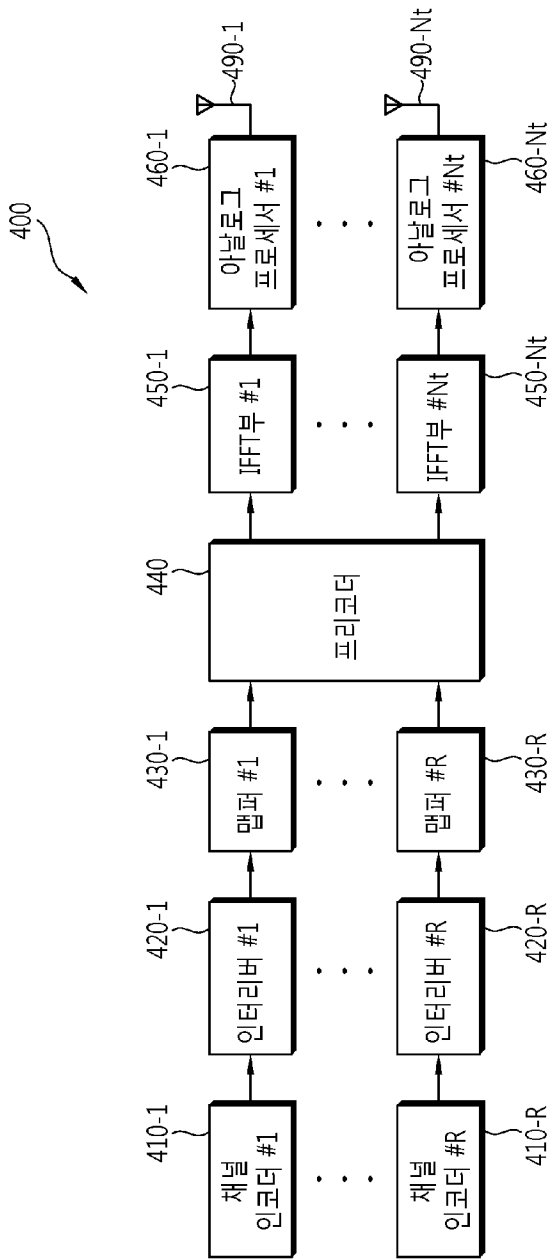 400
410-1
420-1
430-1
440
450-1
460-1
490-1
채널
인코더 #1
인터리버 #1
맵퍼 #1
프리코더
IFFT부 #1
아날로그
프로세서 #1
채널
인코더 #R
인터리버 #R
맵퍼 #R
IFFT부 #Nt
아날로그
프로세서 #Nt
490-Nt
410-R
420-R
430-R
450-Nt
460-Nt